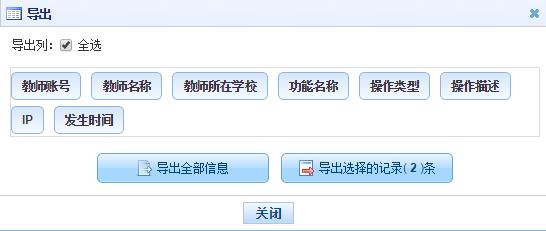 导出
导出列: 全选
教师账号 教师名称 教师所在学校 功能名称 操作类型 操作描述
IP 发生时间
导出全部信息 导出选择的记录( 2 )条
关闭